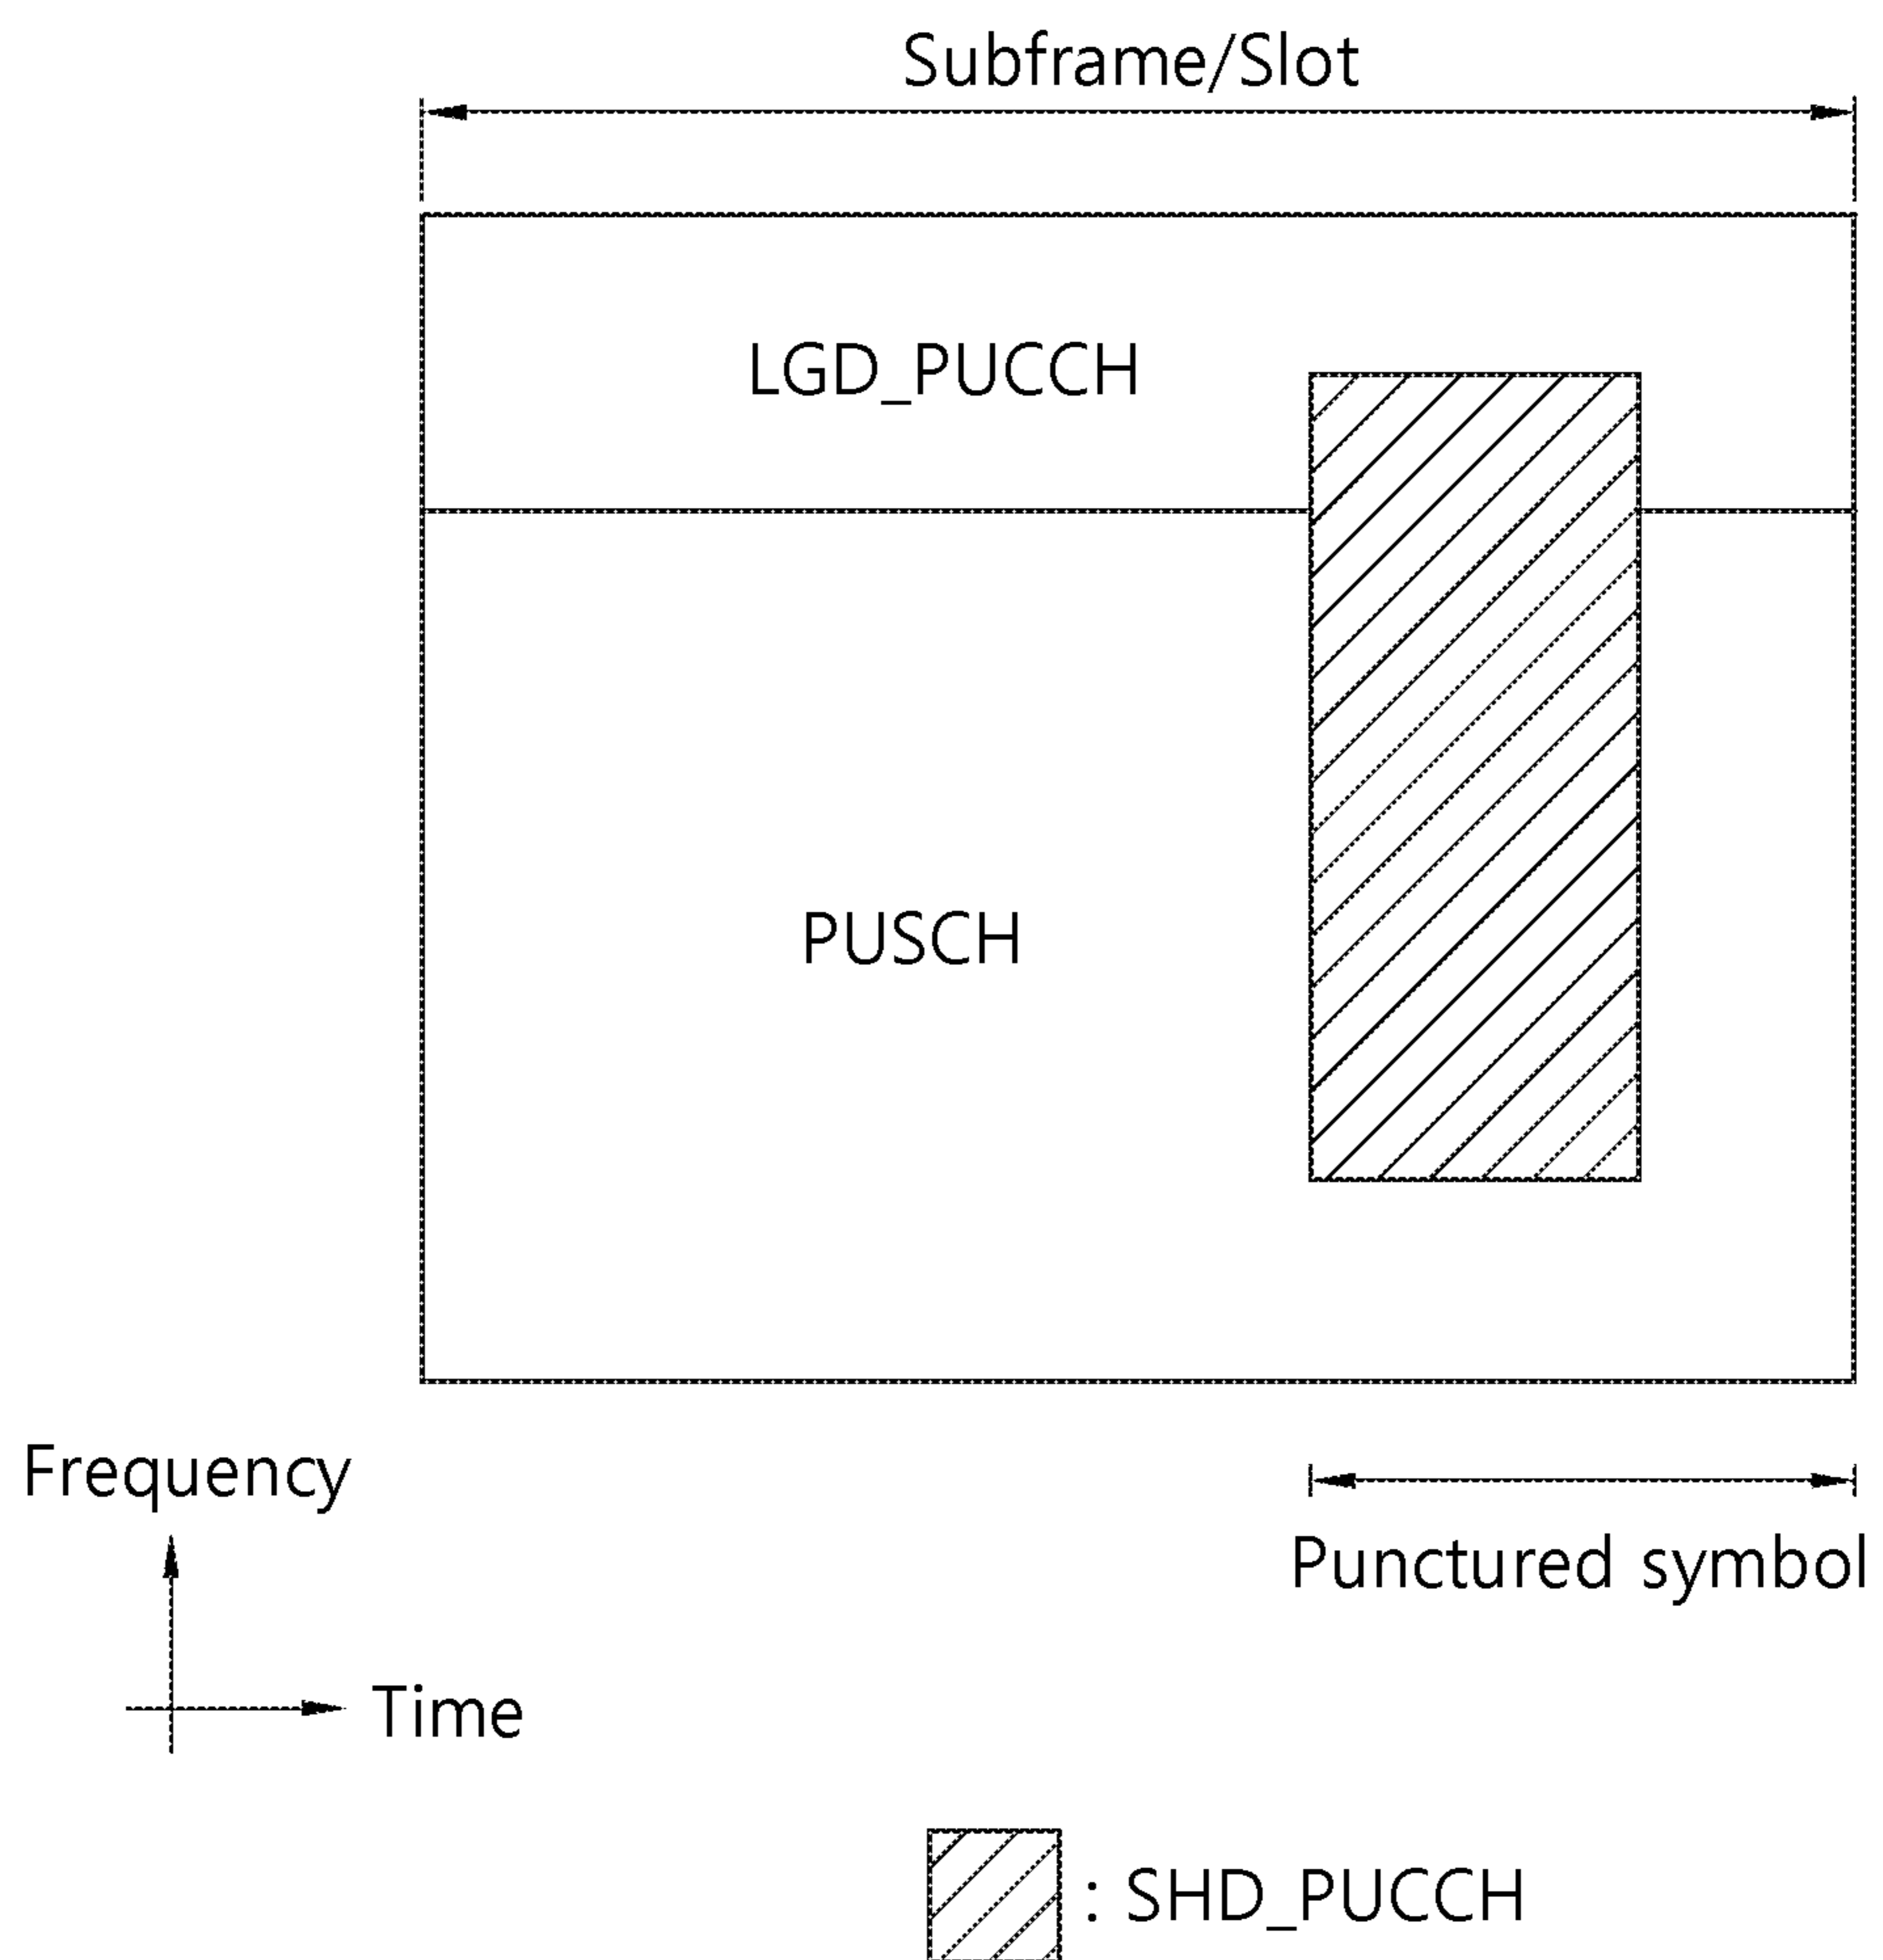 Subframe/Slot
LGD_PUCCH
PUSCH
Frequency
Punctured symbol
Time
: SHD_PUCCH